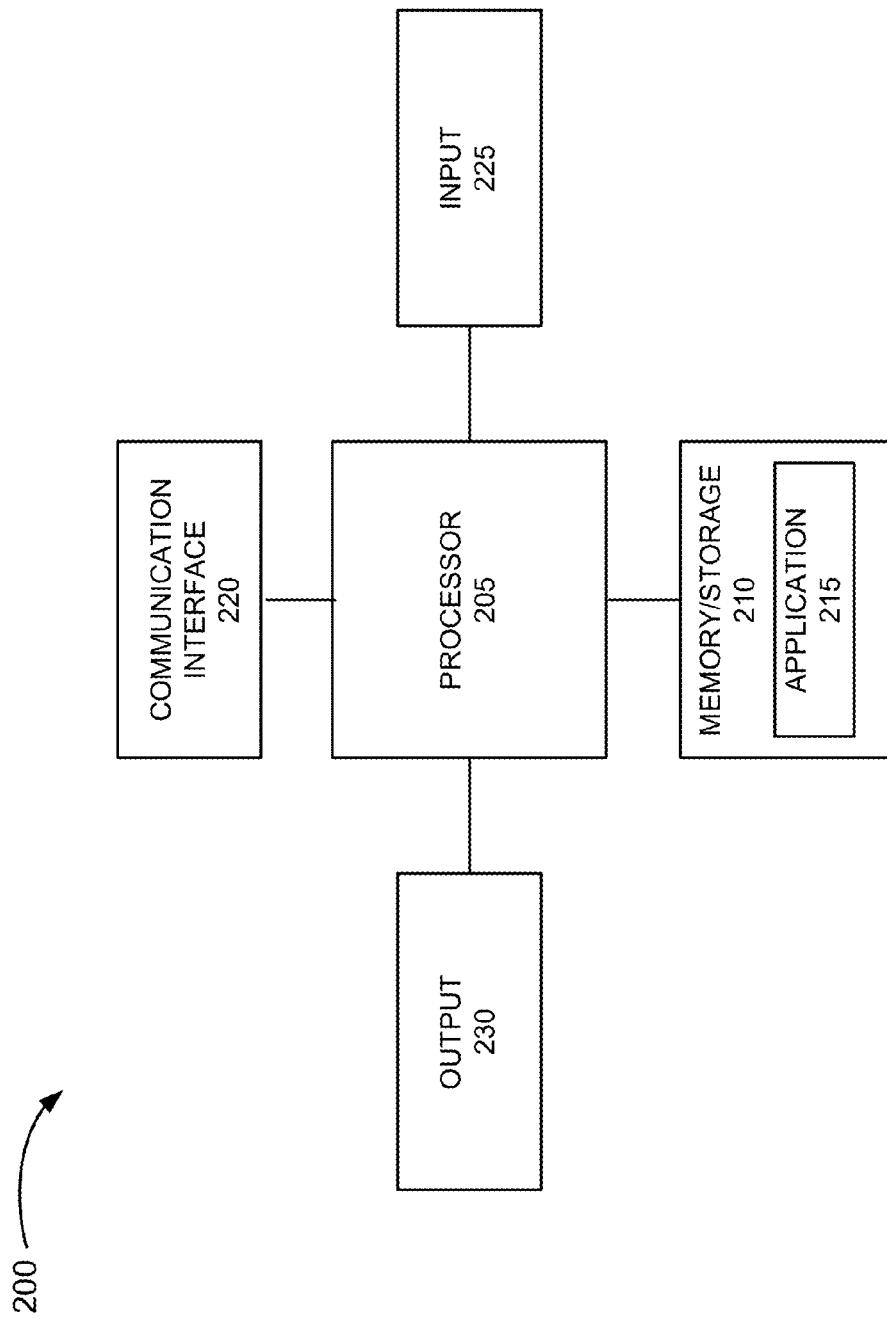 200
COMMUNICATION
INTERFACE
220
OUTPUT
230
PROCESSOR
205
INPUT
225
MEMORY/STORAGE
210
APPLICATION
215